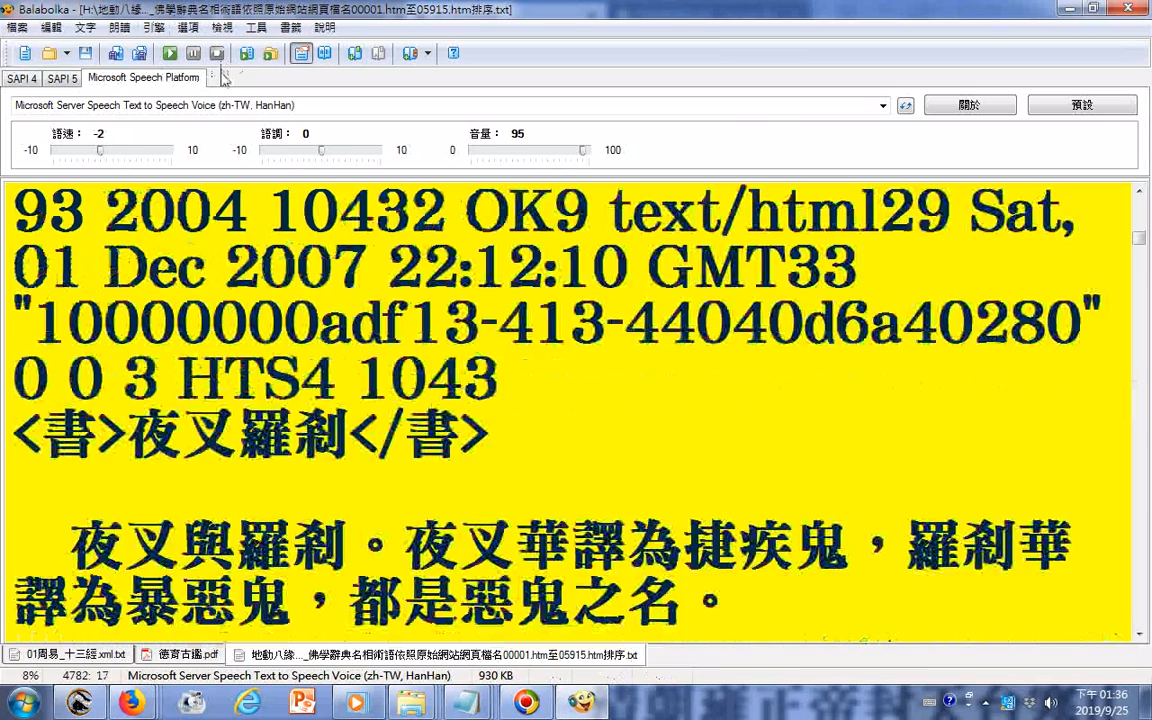 Balabolka - [H:\地動八緣..._佛學辭典名相術語依照原始網站網頁檔名00001.htm至05915.htm排序.txt]
檔案 編輯 文字 朗讀 引擎 選項 檢視 工具 書籤 說明
SAPI 4 SAPI 5 Microsoft Speech Platform
Microsoft Server Speech Text to Speech Voice (zh-TW, HanHan) 關於 預設
語速： -2 語調： 0 音量： 95
-10 10 -10 10 0 100
93 2004 10432 OK9 text/html29 Sat,
01 Dec 2007 22:12:10 GMT33
"10000000adf13-413-44040d6a40280"
0 0 3 HTS4 1043
<書>夜叉羅剎</書>
夜叉與羅剎。夜叉華譯為捷疾鬼，羅剎華
譯為暴惡鬼，都是惡鬼之名。
01周易_十三經.xml.txt 德育古鑑.pdf 地動八緣..._佛學辭典名相術語依照原始網站網頁檔名00001.htm至05915.htm排序.txt
8% 4782: 17 Microsoft Server Speech Text to Speech Voice (zh-TW, HanHan) 930 KB
下午 01:36
2019/9/25